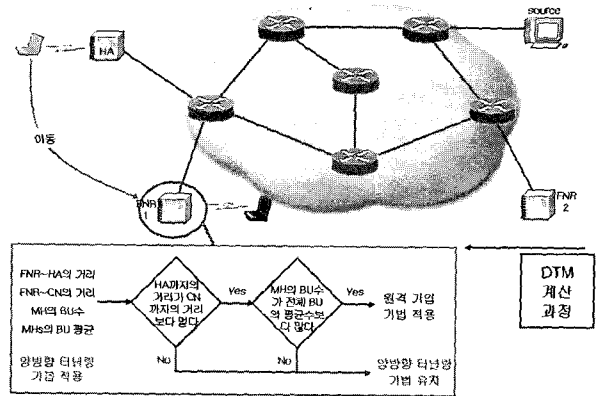 source
HA
이동
FNR
1
FNR
2
FNR~HA의 거리
FNR~CN의 거리
MH의 BU수
MHs의 BU 평균
양방향 터널링
기법 적용
HA까지의
거리가 CN
까지의 거리
보다 멀다
Yes
No
MH의 BU수
가 전체 BU
의 평균수보
다 많다
Yes
No
원격 가입
기법 적용
양방향 터널링
기법 유지
DTM
계산
과정